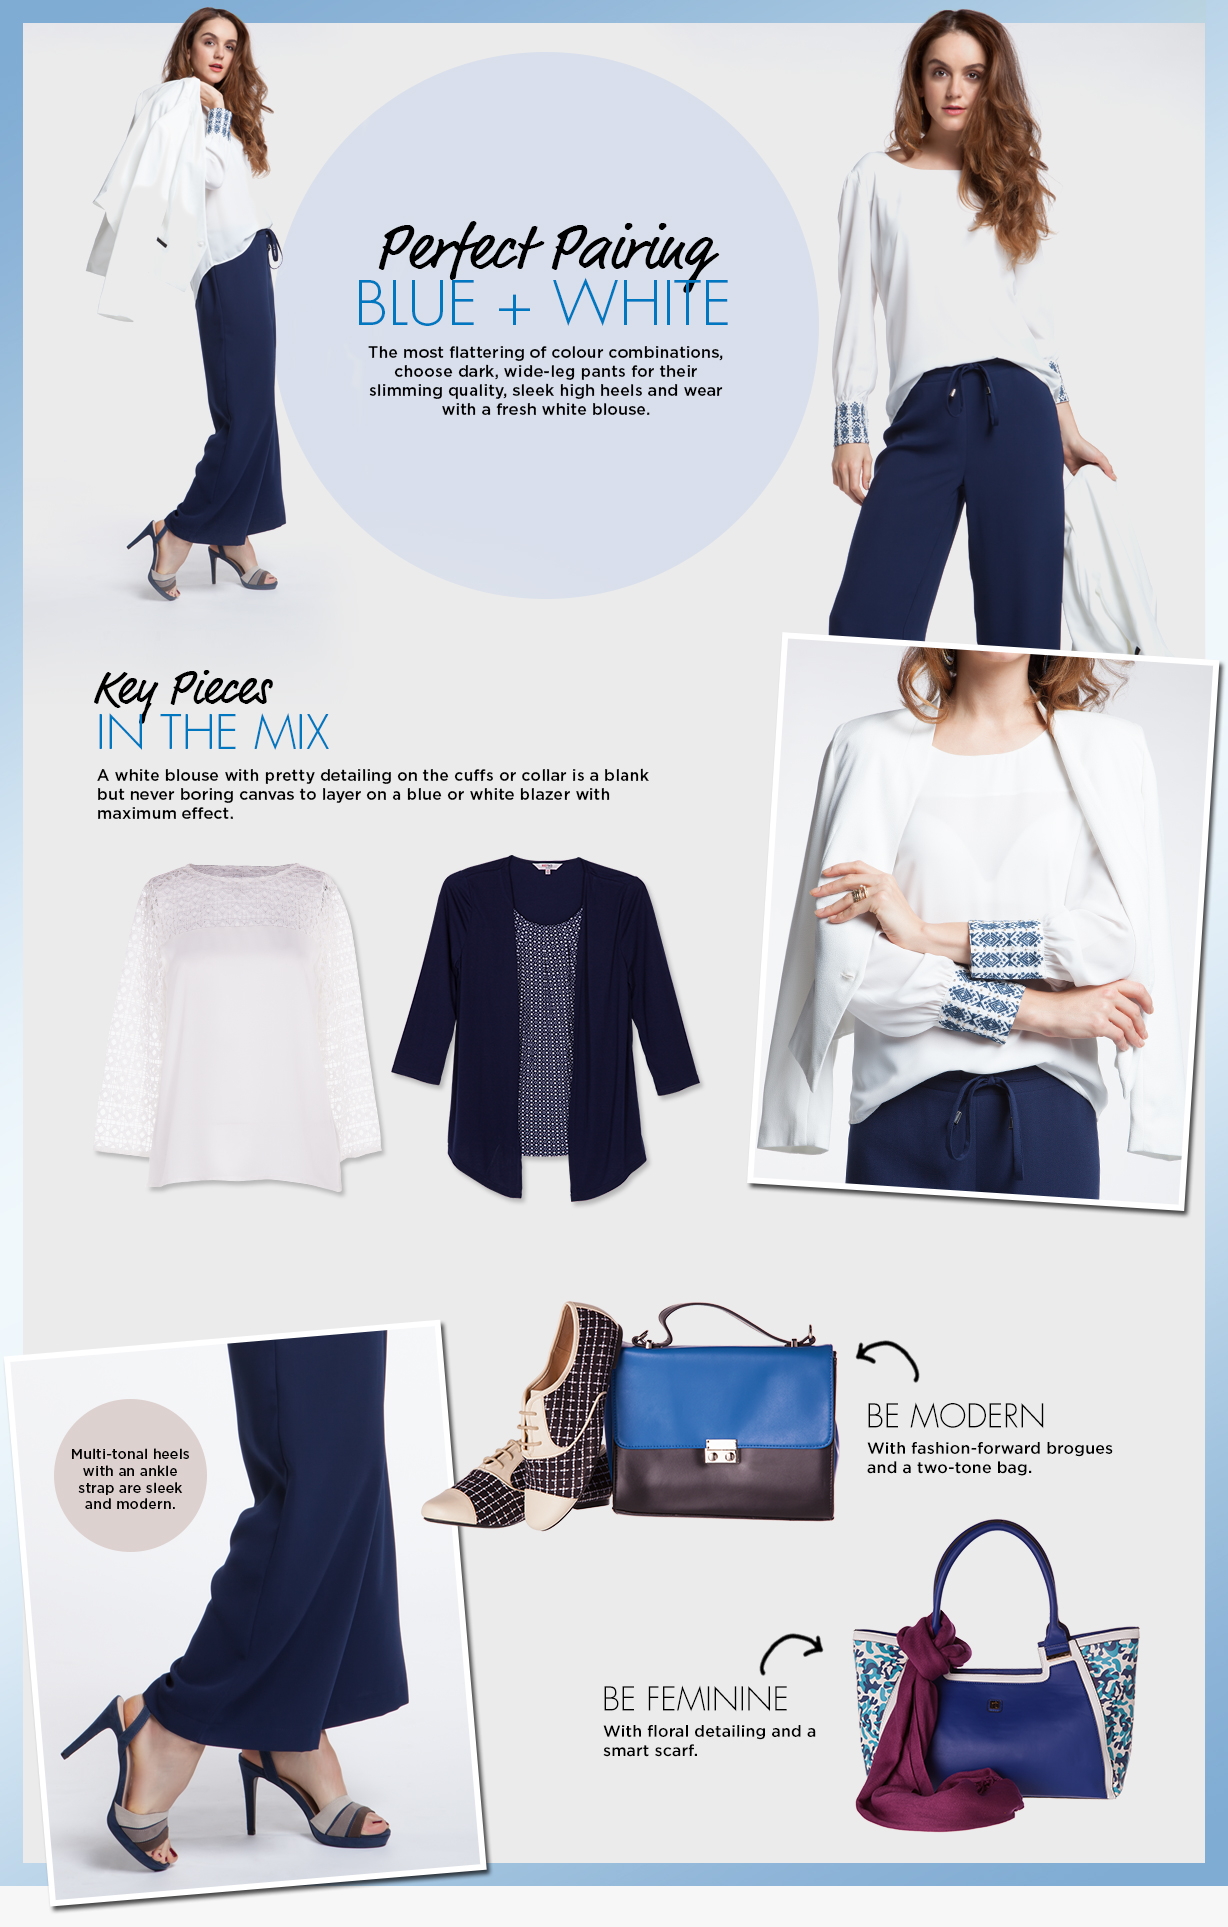 Perfect Pairing
BLUE + WHITE
The most flattering of colour combinations,
choose dark, wide-leg pants for their
slimming quality, sleek high heels and wear
with a fresh white blouse.
Key Pieces
IN THE MIX
A white blouse with pretty detailing on the cuffs or collar is a blank
but never boring canvas to layer on a blue or white blazer with
maximum effect.
Multi-tonal heels
with an ankle
strap are sleek
and modern.
BE MODERN
With fashion-forward brogues
and a two-tone bag.
BE FEMININE
With floral detailing and a
smart scarf.